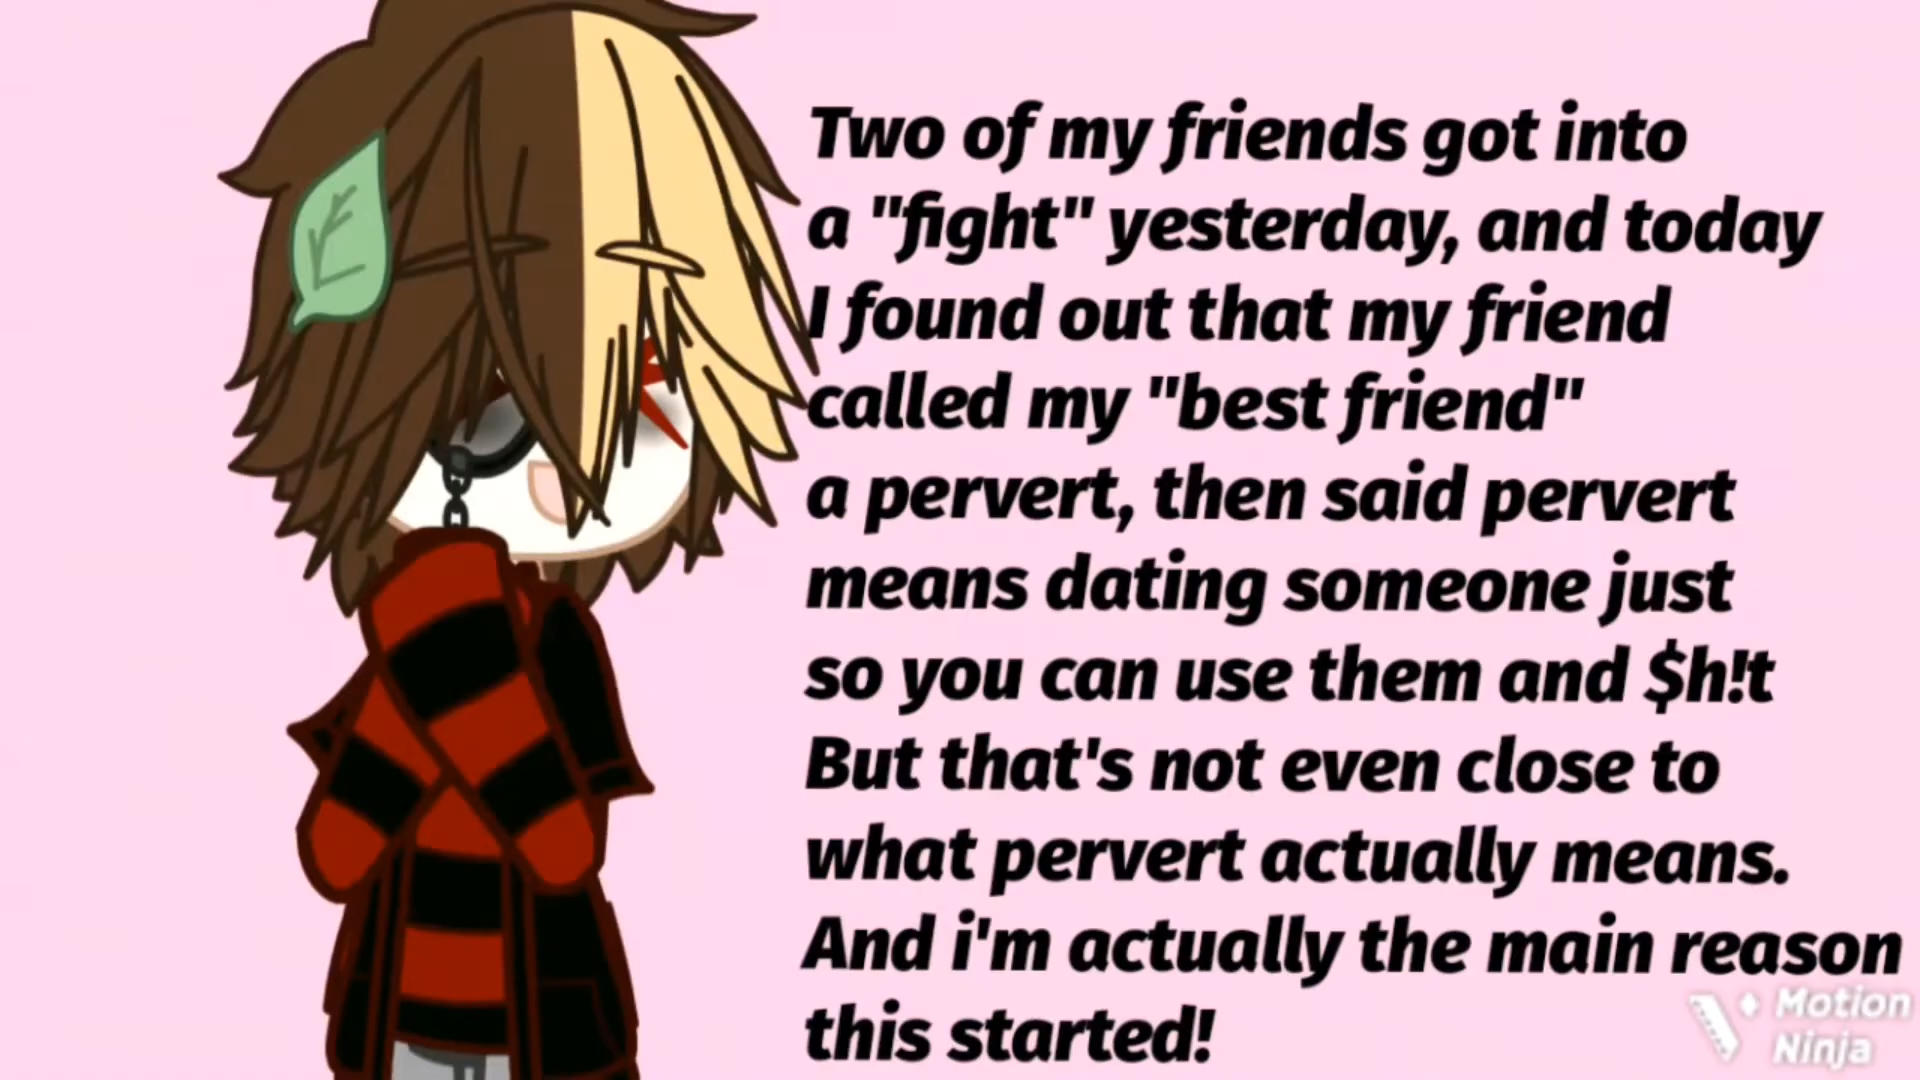 Two of my friends got into
a "fight" yesterday, and today
I found out that my friend
called my "best friend"
a pervert, then said pervert
means dating someone just
so you can use them and $h!t
But that's not even close to
what pervert actually means.
And i'm actually the main reason
this started!
Motion
Ninja